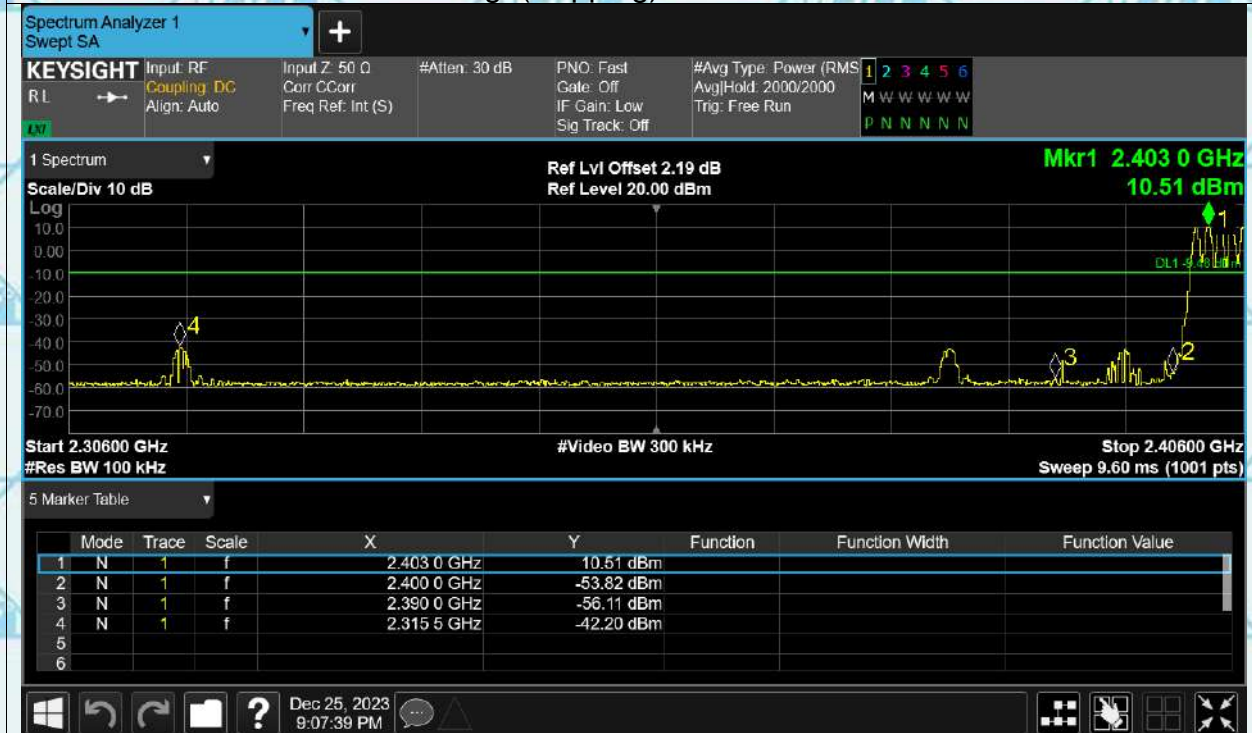 Spectrum Analyzer 1
Swept SA
+
KEYSIGHT Input: RF Input Z: 50 Ω #Atten: 30 dB PNO: Fast #Avg Type: Power (RMS 1 2 3 4 5 6
RL Coupling: DC Corr CCorr Gate: Off Avg|Hold: 2000/2000 M W W W W W
Align: Auto Freq Ref: Int (S) IF Gain: Low Trig: Free Run
LXI Sig Track: Off P N N N N N
1 Spectrum Ref Lvl Offset 2.19 dB Mkr1 2.403 0 GHz
Scale/Div 10 dB Ref Level 20.00 dBm 10.51 dBm
Log
1
10.0
0.00
DL1 -9.48 dBm
-10.0
-20.0
-30.0
4
-40.0
3 2
-50.0
-60.0
-70.0
Start 2.30600 GHz #Video BW 300 kHz Stop 2.40600 GHz
#Res BW 100 kHz Sweep 9.60 ms (1001 pts)
5 Marker Table
Mode Trace Scale X Y Function Function Width Function Value
1 N 1 f 2.403 0 GHz 10.51 dBm
2 N 1 f 2.400 0 GHz -53.82 dBm
3 N 1 f 2.390 0 GHz -56.11 dBm
4 N 1 f 2.315 5 GHz -42.20 dBm
5
6
? Dec 25, 2023
9:07:39 PM